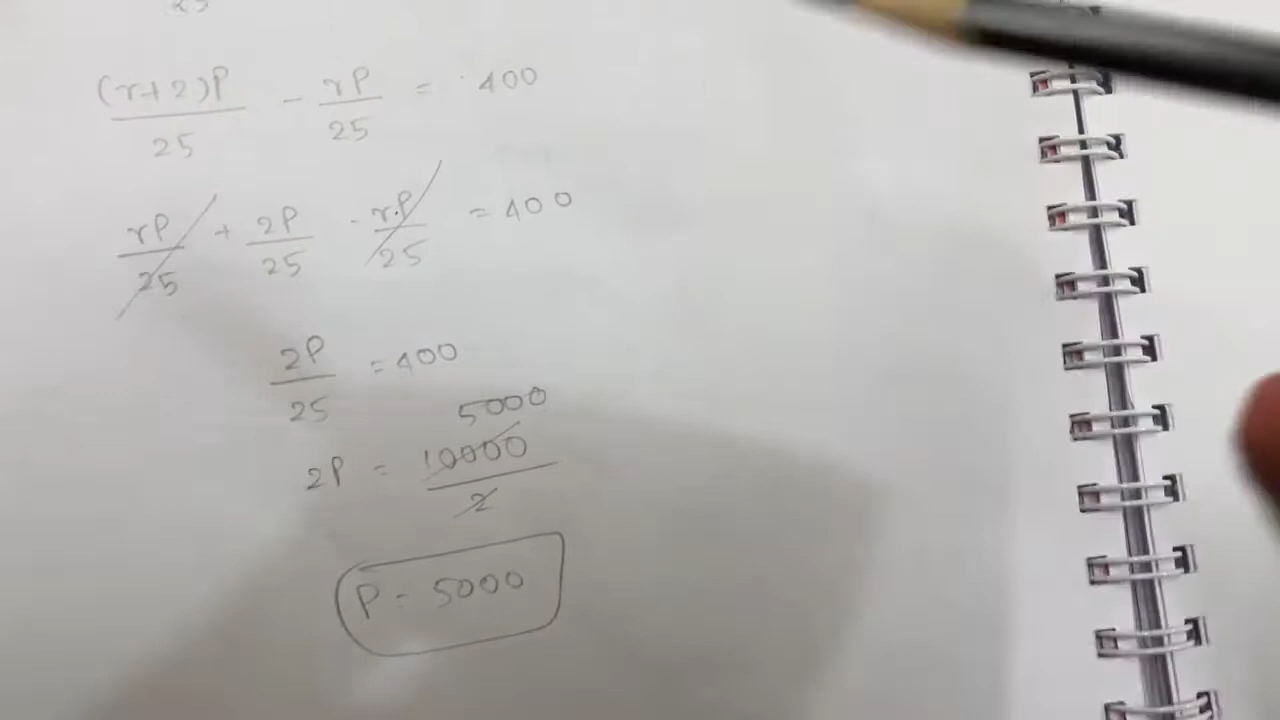 (r+2)P/25 - rP/25 = 400
rP/25 + 2P/25 - rP/25 = 400
2P/25 = 400
5000
2P = 10000/2
P = 5000